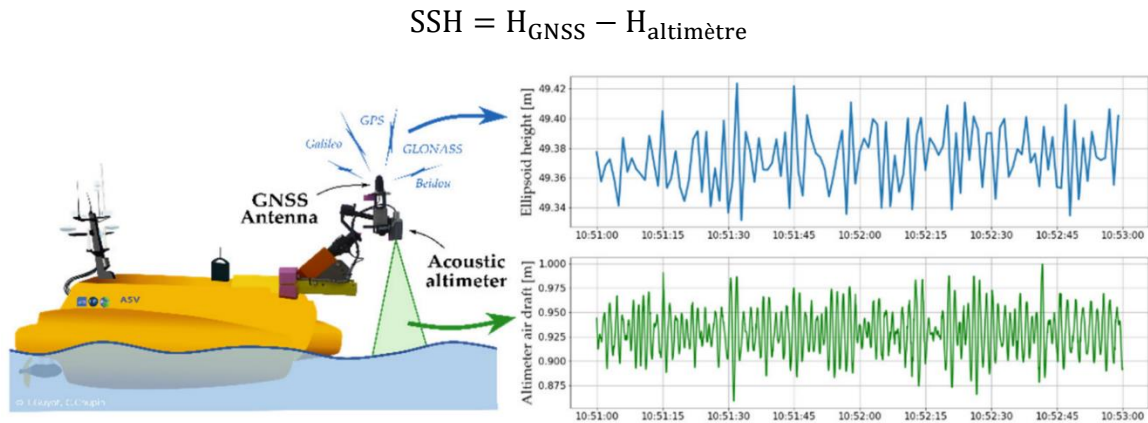 SSH = H_GNSS − H_altimètre
GPS
Galileo
GLONASS
Beidou
GNSS
Antenna
Acoustic
altimeter
ASV
Ellipsoid height [m]
49.42
49.40
49.38
49.36
49.34
10:51:00 10:51:15 10:51:30 10:51:45 10:52:00 10:52:15 10:52:30 10:52:45 10:53:00
Altimeter air draft [m]
1.000
0.975
0.950
0.925
0.900
0.875
10:51:00 10:51:15 10:51:30 10:51:45 10:52:00 10:52:15 10:52:30 10:52:45 10:53:00
C.Chupin